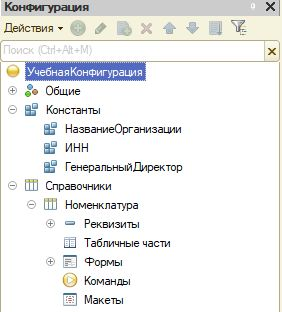 Конфигурация
Действия
Поиск (Ctrl+Alt+M)
УчебнаяКонфигурация
Общие
Константы
НазваниеОрганизации
ИНН
ГенеральныйДиректор
Справочники
Номенклатура
Реквизиты
Табличные части
Формы
Команды
Макеты